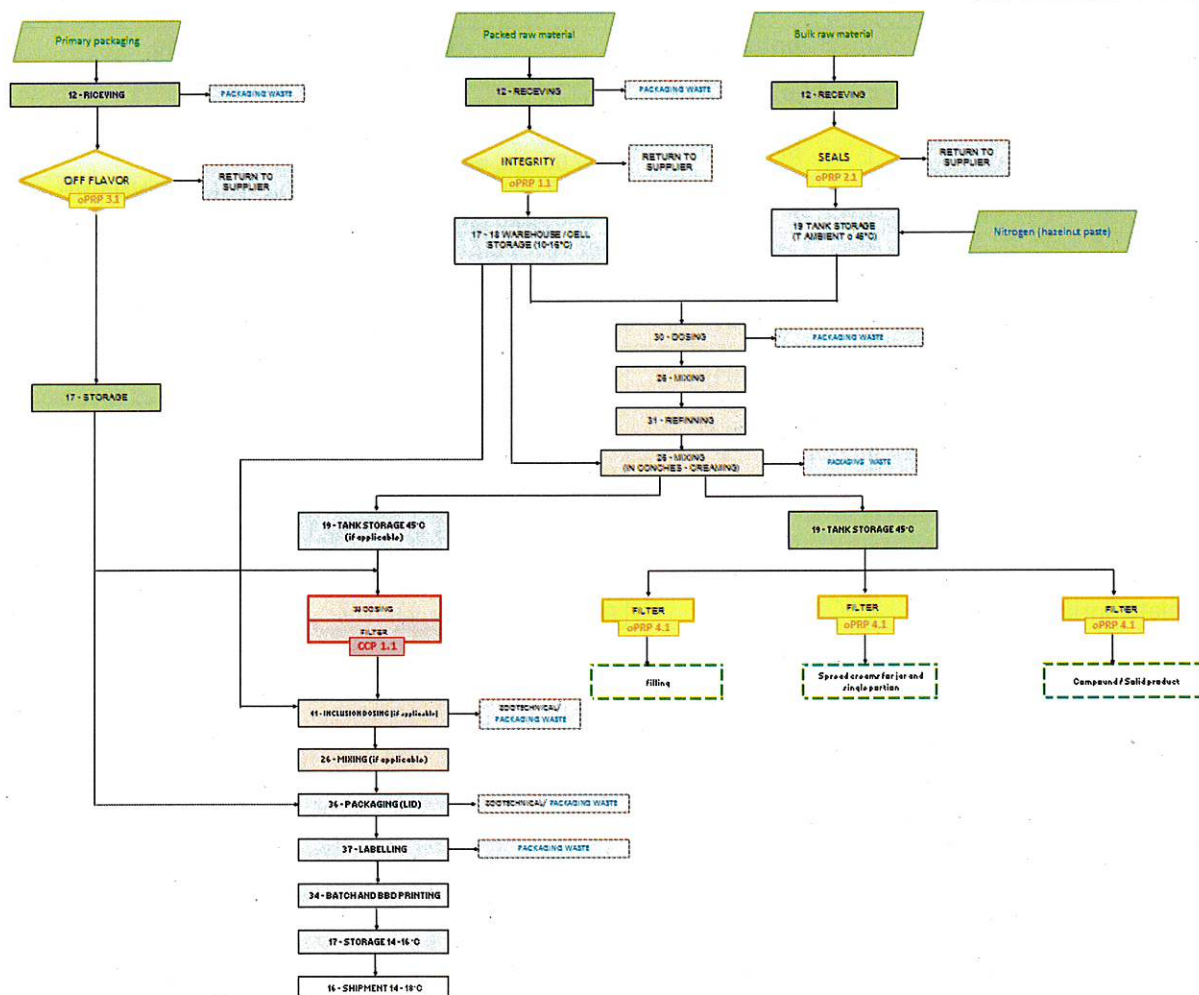 Primary packaging
Packed raw material
Bulk raw material
12 - RICEVING
PACKAGING WASTE
12 - RECEVING
PACKAGING WASTE
12 - RECEVING
OFF FLAVOR
oPRP 3.1
RETURN TO
SUPPLIER
INTEGRITY
oPRP 1.1
RETURN TO
SUPPLIER
SEALS
oPRP 2.1
RETURN TO
SUPPLIER
17 - 18 WAREHOUSE / CELL
STORAGE (10-16°C)
19 TANK STORAGE
(T AMBIENT o 45°C)
Nitrogen (hazelnut paste)
30 - DOSING
PACKAGING WASTE
26 - MIXING
31 - REFINNING
17 - STORAGE
26 - MIXING
(IN CONCHES - CREAMING)
PACKAGING WASTE
19 - TANK STORAGE 45°C
(if applicable)
19 - TANK STORAGE 45°C
DOSING
FILTER
CCP 1.1
FILTER
oPRP 4.1
FILTER
oPRP 4.1
FILTER
oPRP 4.1
filling
Spread creams for jar and
single portion
Compound / Solid product
41 - INCLUSION DOSING (if applicable)
ZOOTECHNICAL/
PACKAGING WASTE
26 - MIXING (if applicable)
36 - PACKAGING (LID)
ZOOTECHNICAL/ PACKAGING WASTE
37 - LABELLING
PACKAGING WASTE
34 - BATCH AND BBD PRINTING
17 - STORAGE 14 - 16°C
16 - SHIPMENT 14 - 18°C